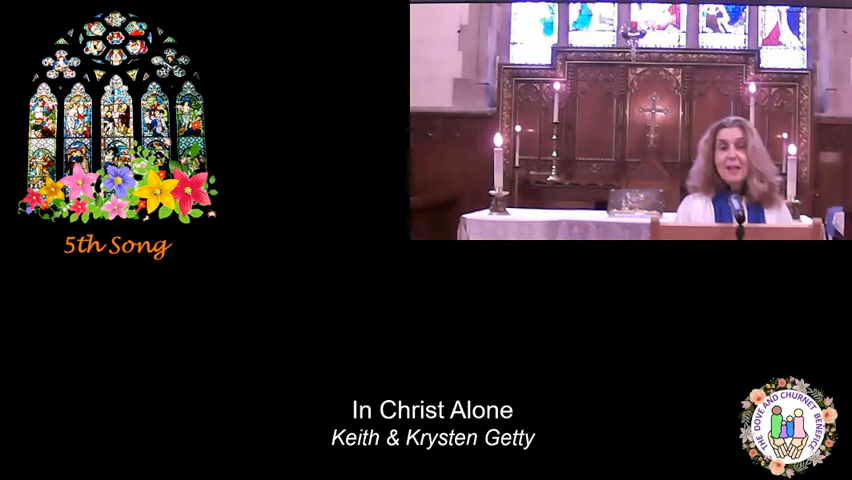 5th Song
In Christ Alone
Keith & Krysten Getty
THE DOVE AND CHURNET BENEFICE